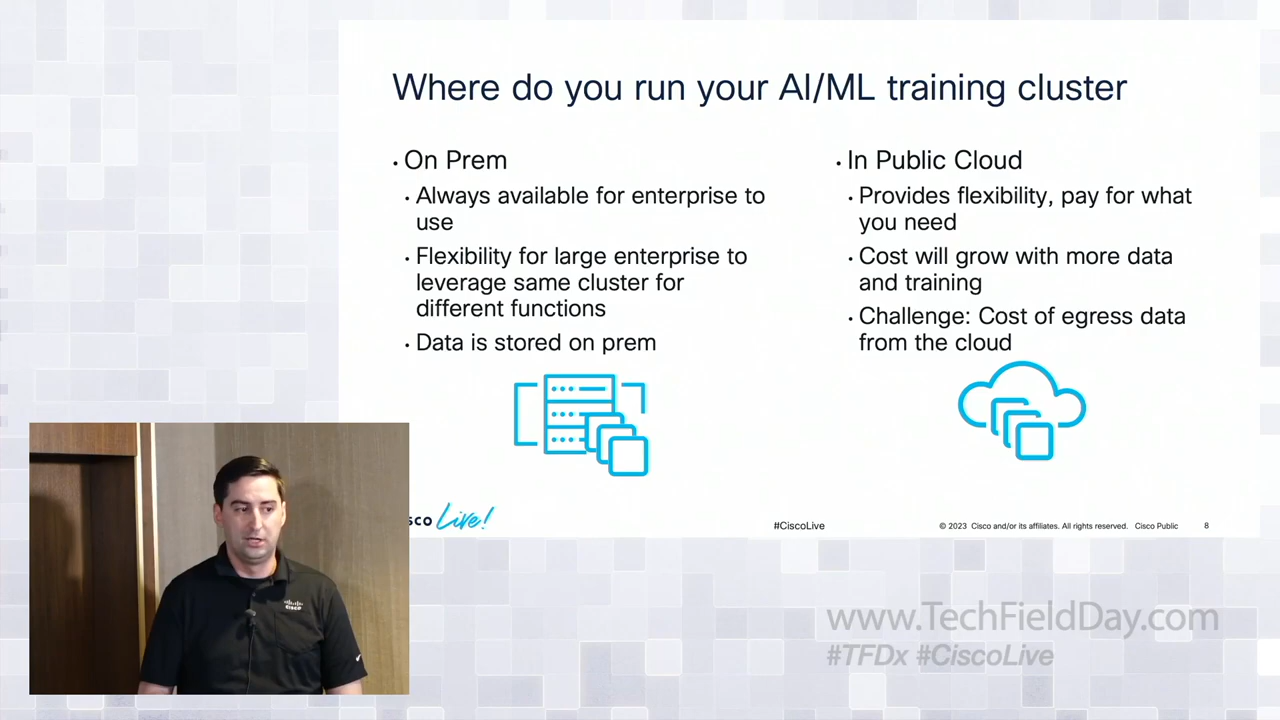 Where do you run your AI/ML training cluster
• On Prem
• Always available for enterprise to
use
• Flexibility for large enterprise to
leverage same cluster for
different functions
• Data is stored on prem
• In Public Cloud
• Provides flexibility, pay for what
you need
• Cost will grow with more data
and training
• Challenge: Cost of egress data
from the cloud
sco Live!
#CiscoLive
© 2023 Cisco and/or its affiliates. All rights reserved. Cisco Public
8
cisco
www.TechFieldDay.com
#TFDx #CiscoLive